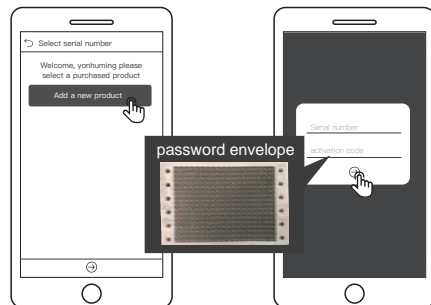 Select serial number
Welcome, yonhuming please
select a purchased product
Add a new product
Serial number
activation code
password envelope